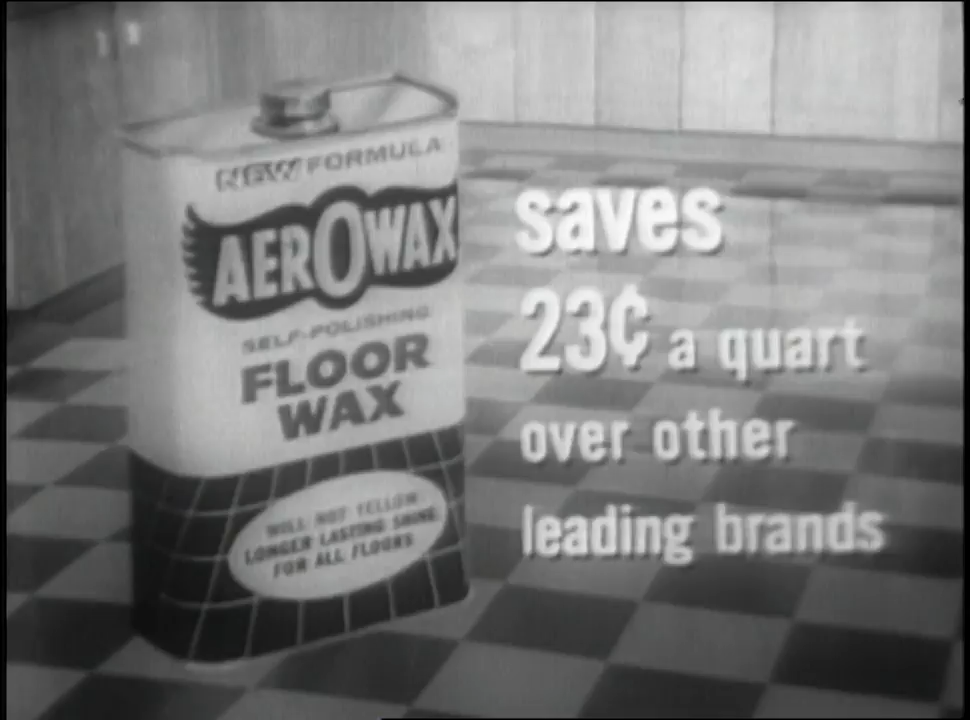 NEW FORMULA
AEROWAX
SELF-POLISHING
FLOOR
WAX
WILL NOT YELLOW
LONGER LASTING SHINE
FOR ALL FLOORS
saves
23¢ a quart
over other
leading brands